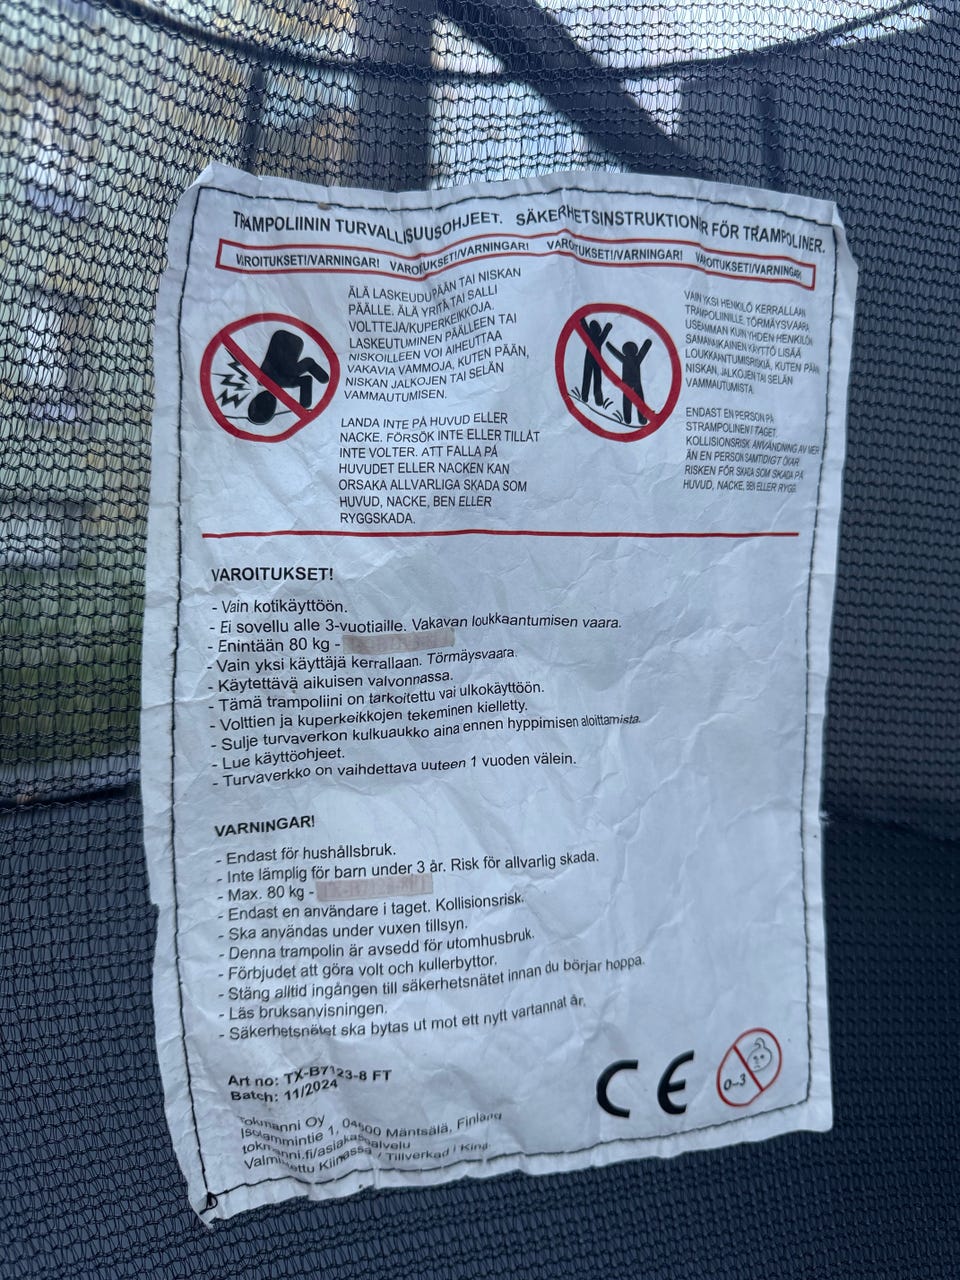 TRAMPOLIININ TURVALLISUUSOHJEET. SÄKERHETSINSTRUKTIONER FÖR TRAMPOLINER.
VAROITUKSET!/VARNINGAR! VAROITUKSET!/VARNINGAR! VAROITUKSET!/VARNINGAR! VAROITUKSET!/VARNINGAR!
ÄLÄ LASKEUDU PÄÄN TAI NISKAN
PÄÄLLE. ÄLÄ YRITÄ TAI SALLI
VOLTTEJA/KUPERKEIKKOJA,
LASKEUTUMINEN PÄÄLLEEN TAI
NISKOILLEEN VOI AIHEUTTAA
VAKAVIA VAMMOJA, KUTEN PÄÄN,
NISKAN JALKOJEN TAI SELÄN
VAMMAUTUMISEN.
LANDA INTE PÅ HUVUD ELLER
NACKE. FÖRSÖK INTE ELLER TILLÅT
INTE VOLTER. ATT FALLA PÅ
HUVUDET ELLER NACKEN KAN
ORSAKA ALLVARLIGA SKADA SOM
HUVUD, NACKE, BEN ELLER
RYGGSKADA.
VAIN YKSI HENKILÖ KERRALLAAN
TRAMPOLIINILLE, TÖRMÄYSVAARA
USEMMAN KUIN YHDEN HENKILÖN
SAMANAIKAINEN KÄYTTÖ LISÄÄ
LOUKKAANTUMISRISKIÄ, KUTEN PÄÄN
NISKAN, JALKOJEN TAI SELÄN
VAMMAUTUMISTA.
ENDAST EN PERSON PÅ
STRAMPOLINEN I TAGET.
KOLLISIONSRISK ANVÄNDNING AV MER
ÄN EN PERSON SAMTIDIGT ÖKAR
RISKEN FÖR SKADA SOM SKADA PÅ
HUVUD, NACKE, BEN ELLER RYGG.
VAROITUKSET!
- Vain kotikäyttöön.
- Ei sovellu alle 3-vuotiaille. Vakavan loukkaantumisen vaara.
- Enintään 80 kg -
- Vain yksi käyttäjä kerrallaan. Törmäysvaara.
- Käytettävä aikuisen valvonnassa.
- Tämä trampoliini on tarkoitettu vai ulkokäyttöön.
- Volttien ja kuperkeikkojen tekeminen kielletty.
- Sulje turvaverkon kulkuaukko aina ennen hyppimisen aloittamista.
- Lue käyttöohjeet.
- Turvaverkko on vaihdettava uuteen 1 vuoden välein.
VARNINGAR!
- Endast för hushållsbruk.
- Inte lämplig för barn under 3 år. Risk för allvarlig skada.
- Max. 80 kg -
- Endast en användare i taget. Kollisionsrisk.
- Ska användas under vuxen tillsyn.
- Denna trampolin är avsedd för utomhusbruk.
- Förbjudet att göra volt och kullerbyttor.
- Stäng alltid ingången till säkerhetsnätet innan du börjar hoppa.
- Läs bruksanvisningen.
- Säkerhetsnätet ska bytas ut mot ett nytt vartannat år.
Art no: TX-B7123-8 FT
Batch: 11/2024
Tokmanni Oy
Isolammintie 1, 04600 Mäntsälä, Finland
tokmanni.fi/asiakaspalvelu
Valmistettu Kiinassa / Tillverkad i Kina
CE
0-3